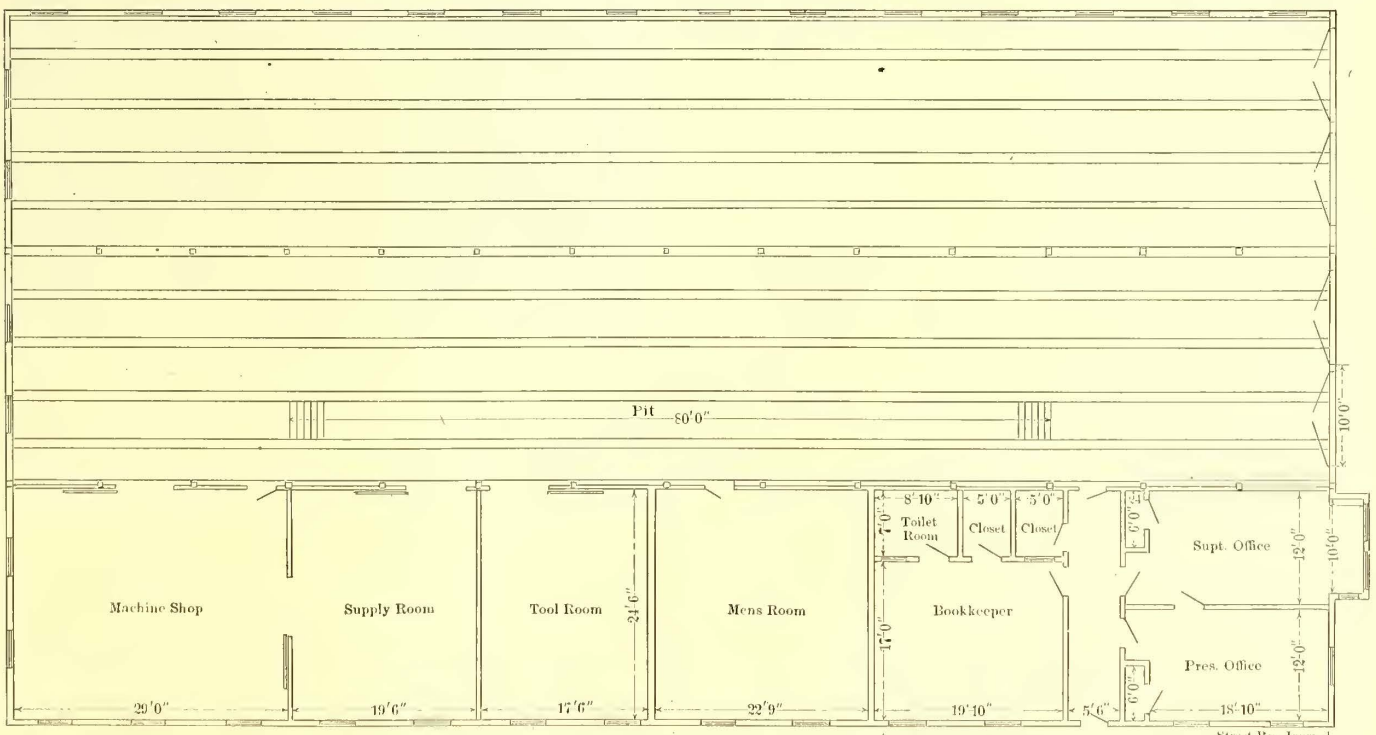 Pit
80'0"
10'0"
8'10"
5'0"
5'0"
7'0"
Toilet
Room
Closet
Closet
6'0"
Supt. Office
12'0"
10'0"
Machine Shop
Supply Room
Tool Room
24'6"
Mens Room
Bookkeeper
17'0"
Pres. Office
12'0"
6'0"
29'0"
19'6"
17'6"
22'9"
19'10"
5'6"
18'10"